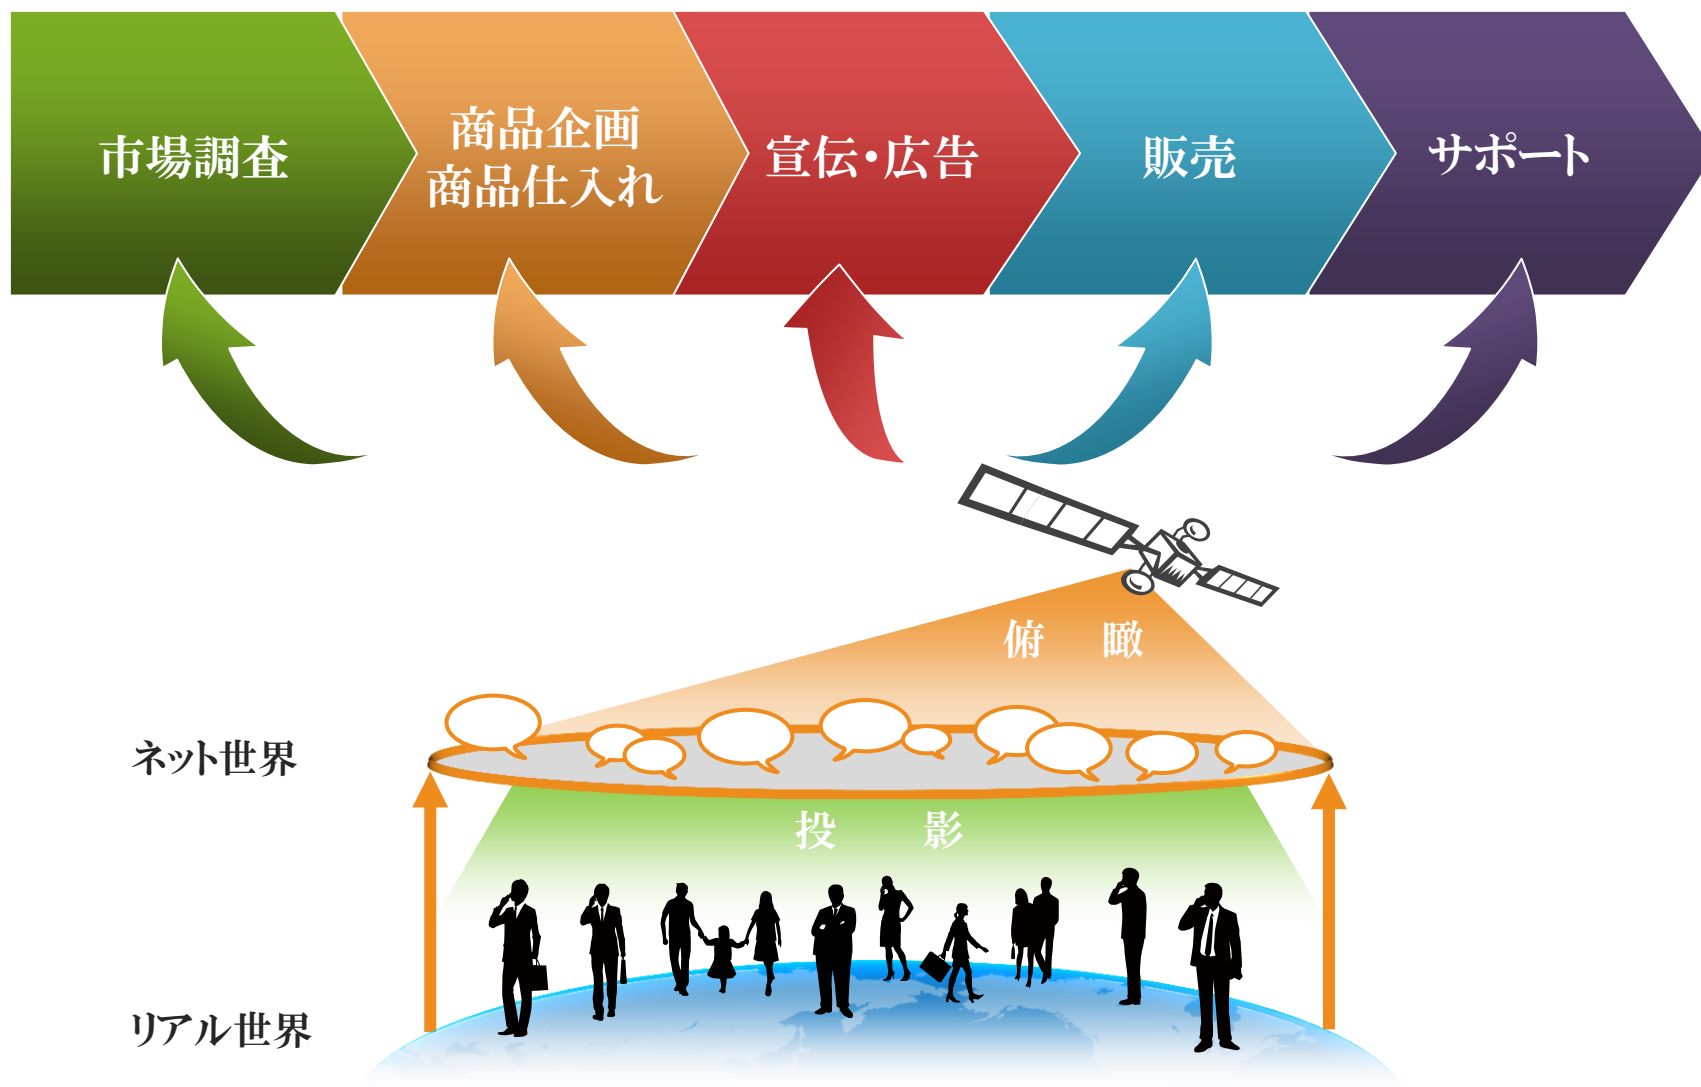 市場調査
商品企画
商品仕入れ
宣伝・広告
販売
サポート
俯　瞰
ネット世界
投　影
リアル世界